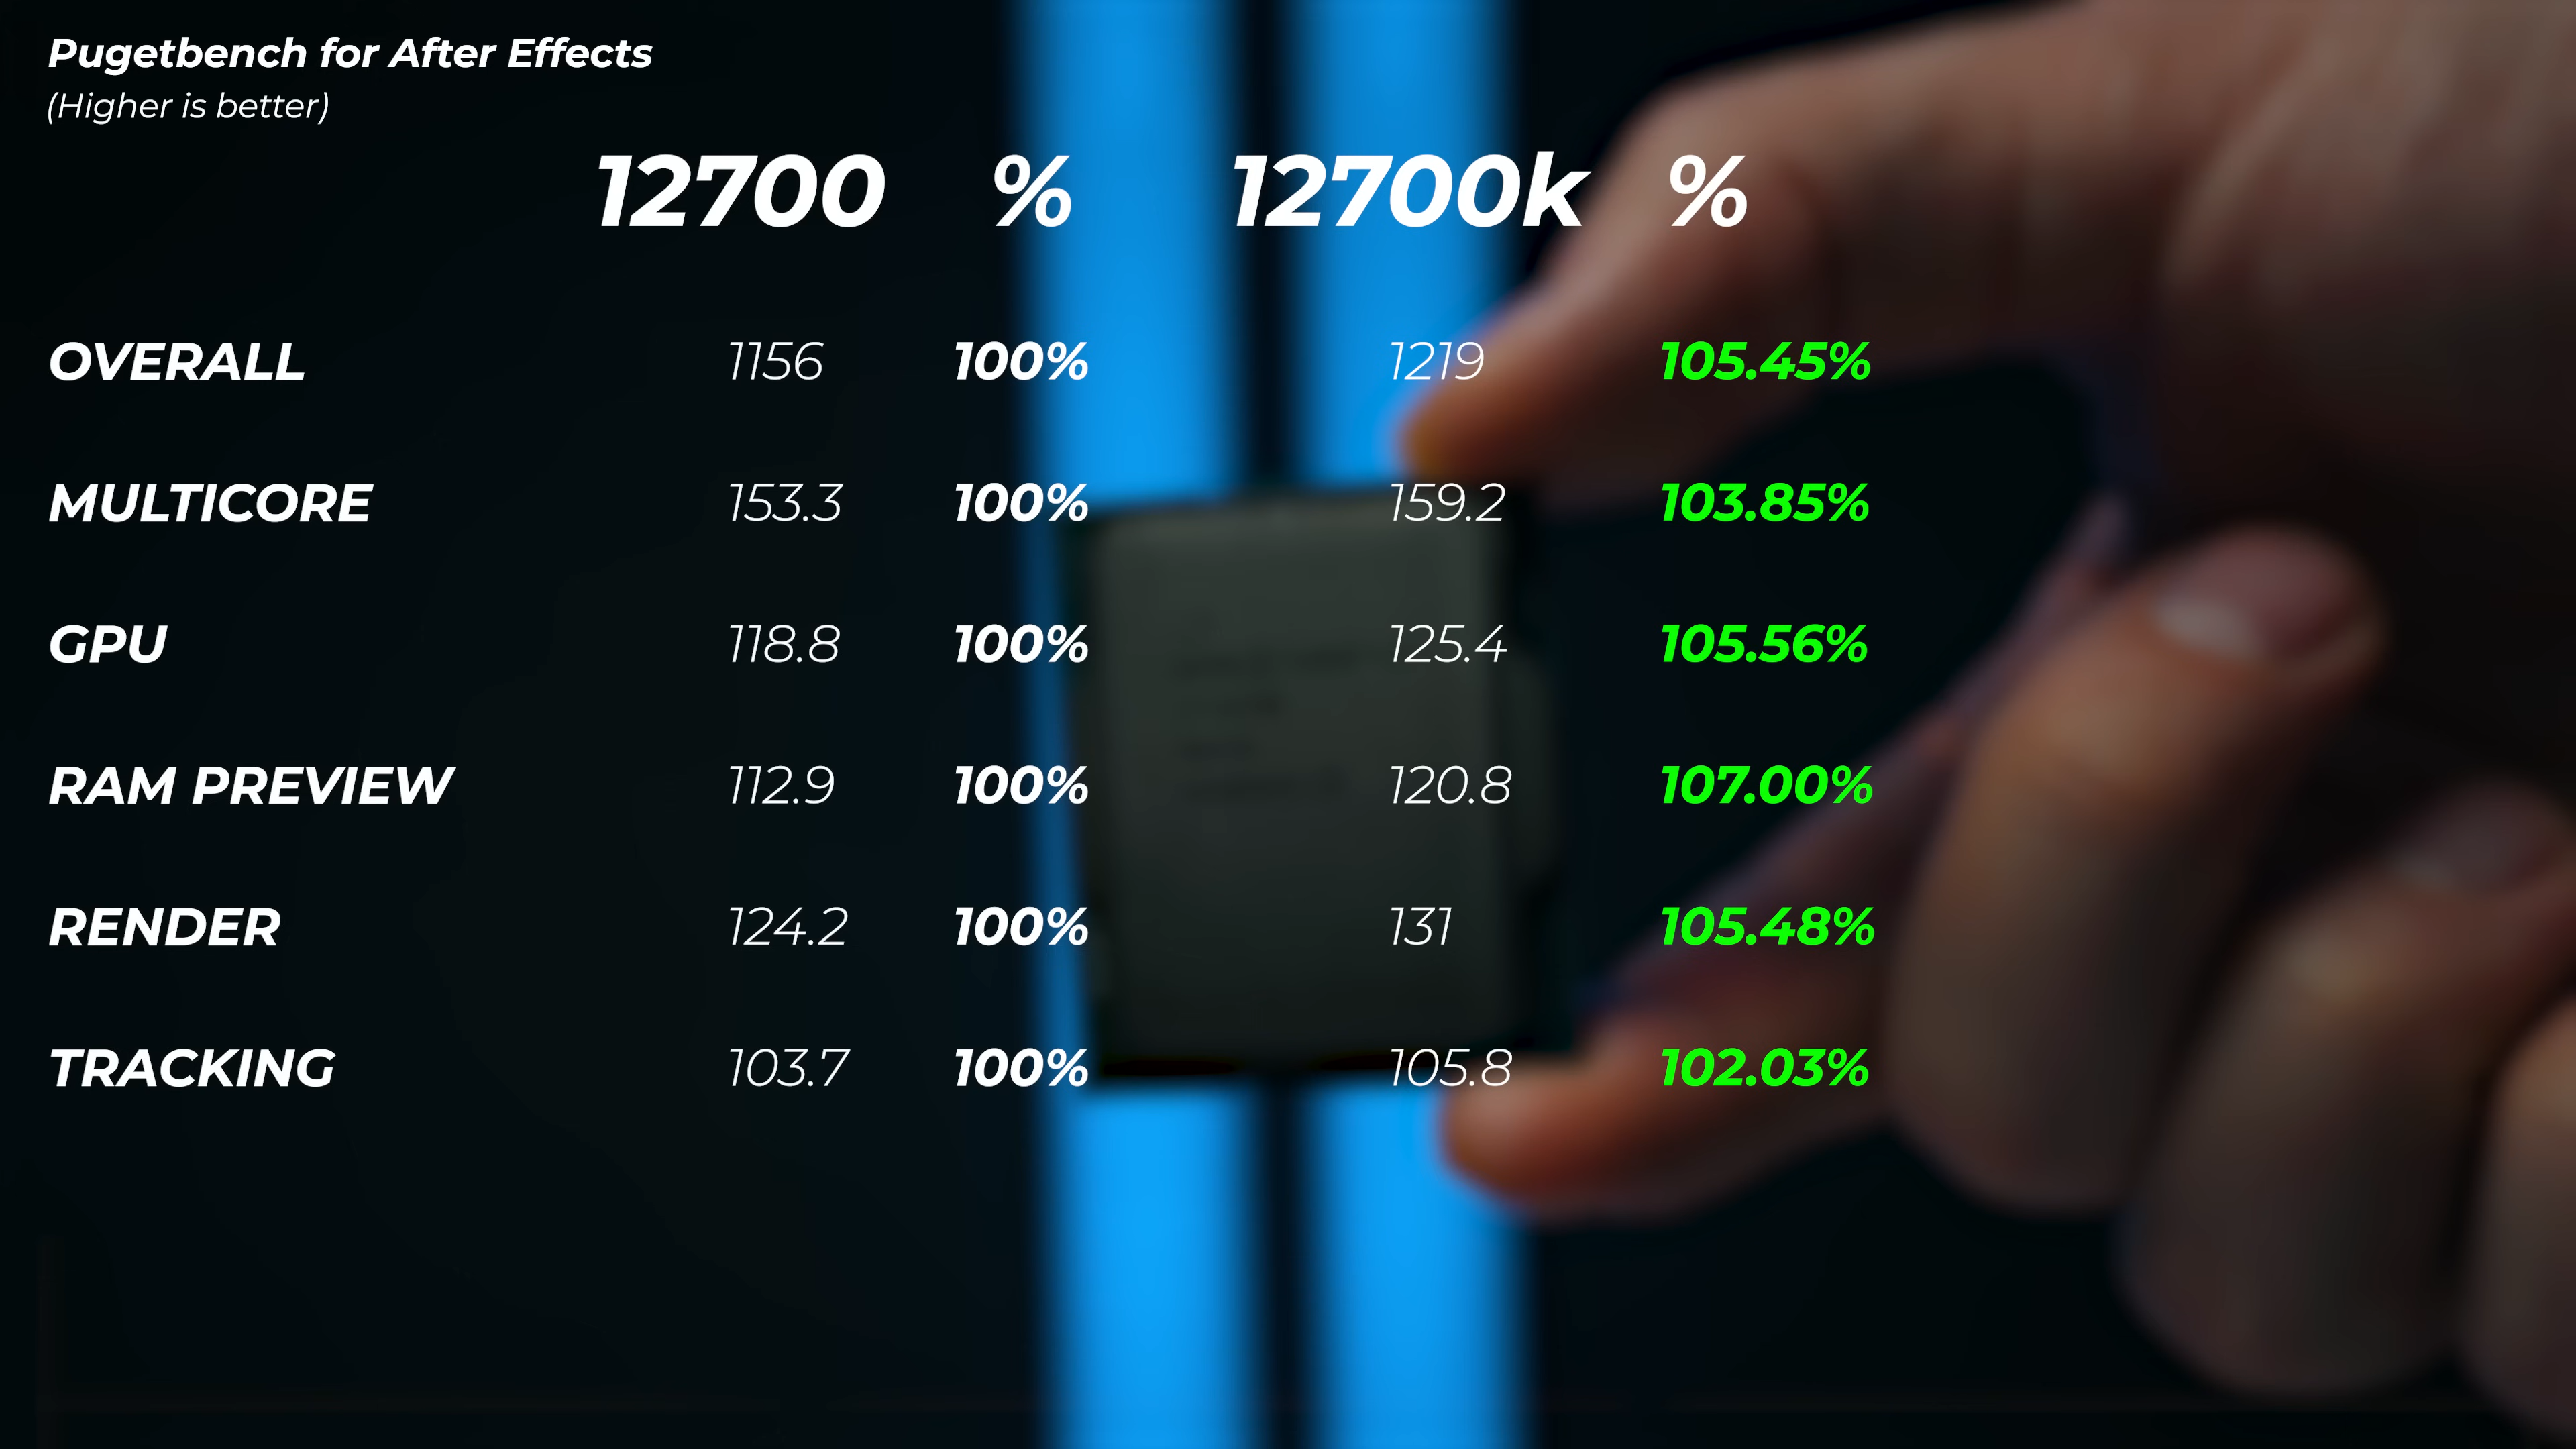 Pugetbench for After Effects
(Higher is better)
12700 % 12700k %
OVERALL 1156 100% 1219 105.45%
MULTICORE 153.3 100% 159.2 103.85%
GPU 118.8 100% 125.4 105.56%
RAM PREVIEW 112.9 100% 120.8 107.00%
RENDER 124.2 100% 131 105.48%
TRACKING 103.7 100% 105.8 102.03%